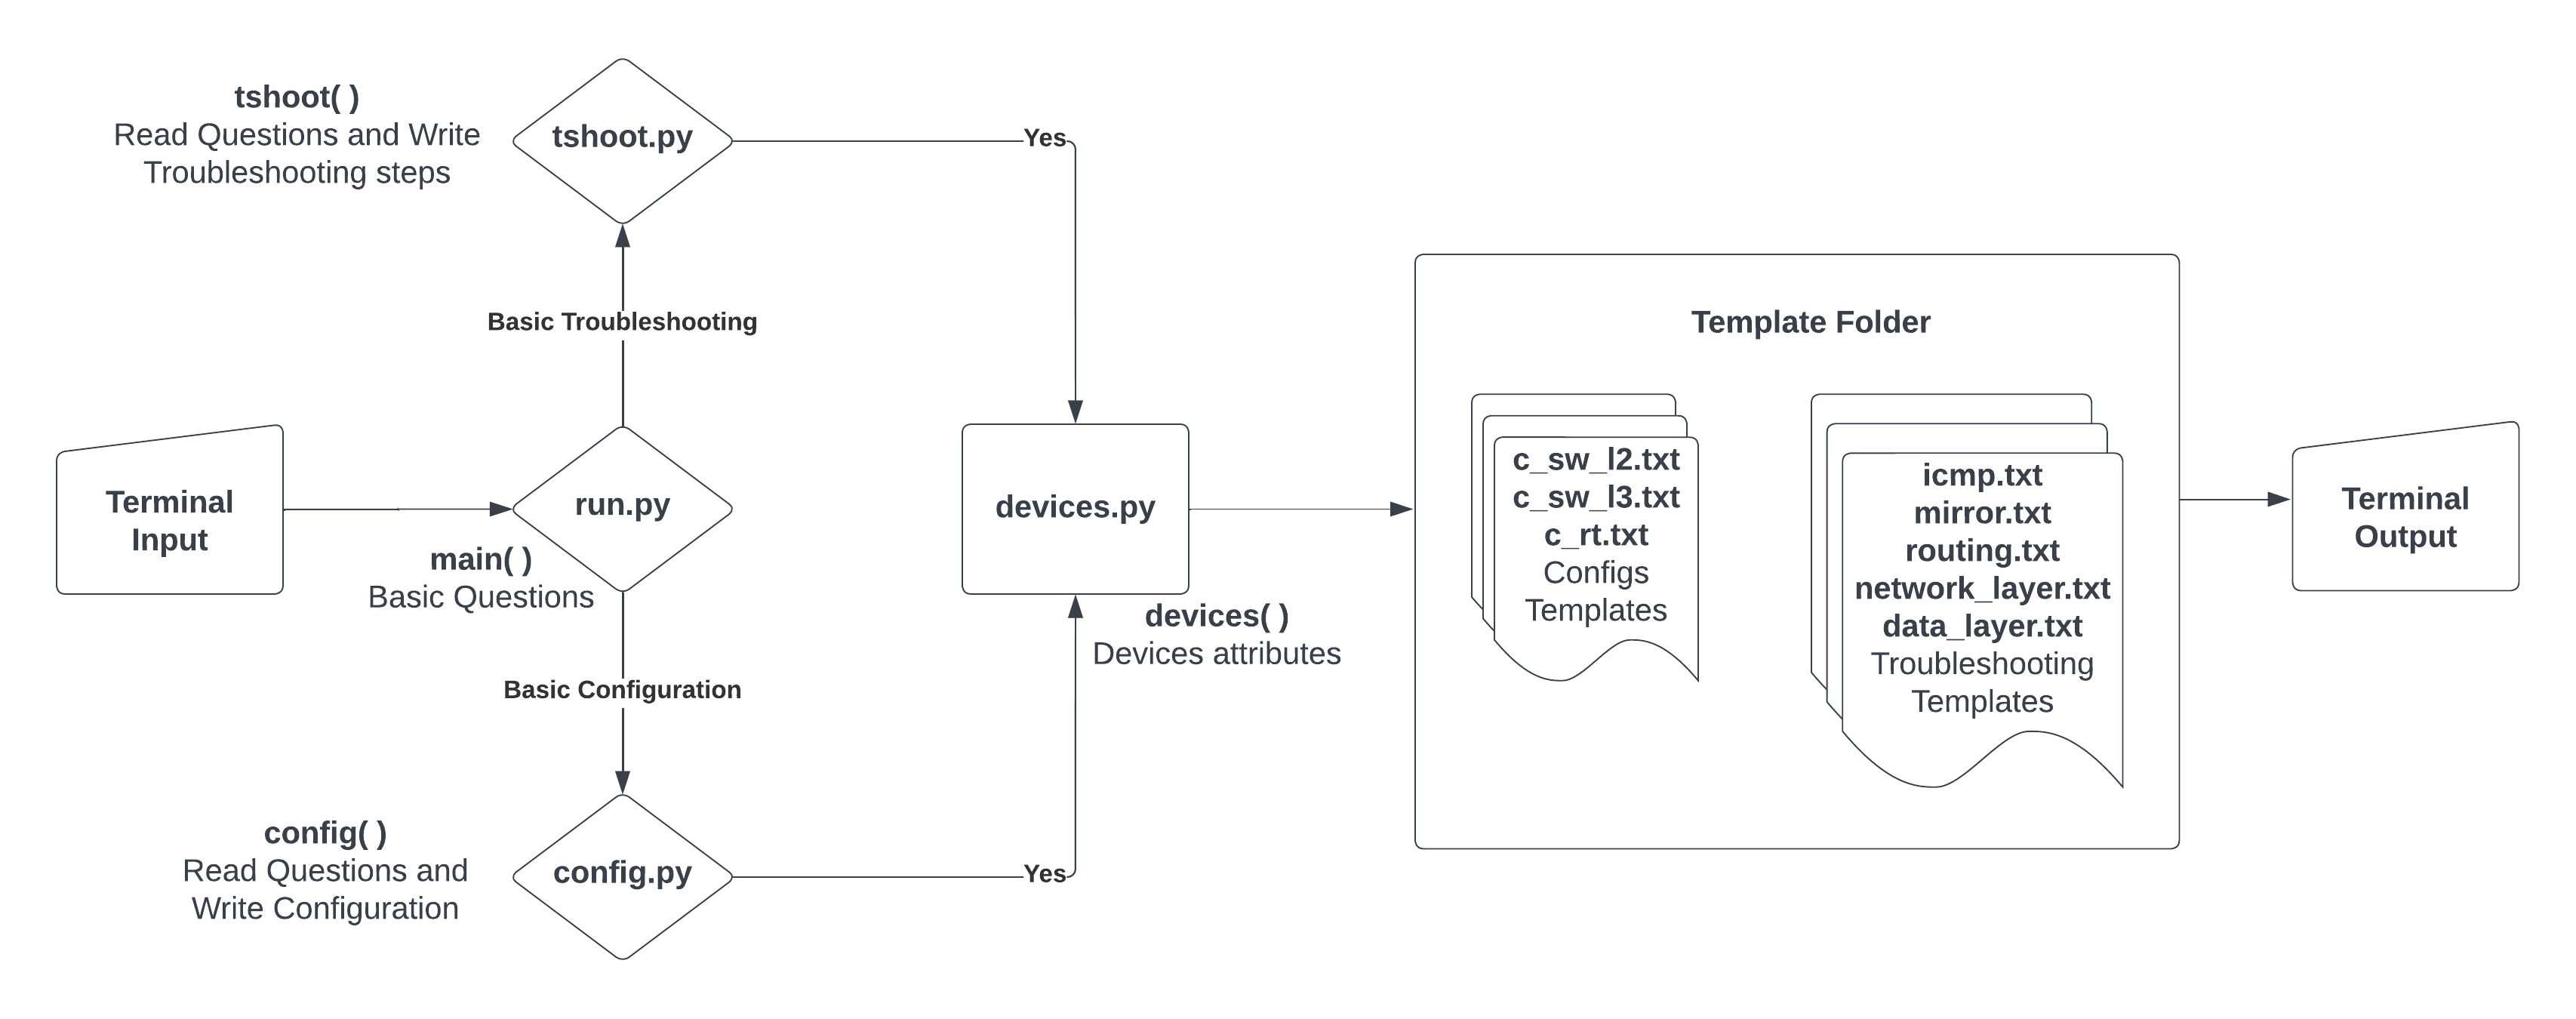 tshoot( )
Read Questions and Write
Troubleshooting steps
tshoot.py
Yes
Basic Troubleshooting
Terminal
Input
run.py
main( )
Basic Questions
Basic Configuration
config( )
Read Questions and
Write Configuration
config.py
Yes
devices.py
devices( )
Devices attributes
Template Folder
c_sw_l2.txt
c_sw_l3.txt
c_rt.txt
Configs
Templates
icmp.txt
mirror.txt
routing.txt
network_layer.txt
data_layer.txt
Troubleshooting
Templates
Terminal
Output